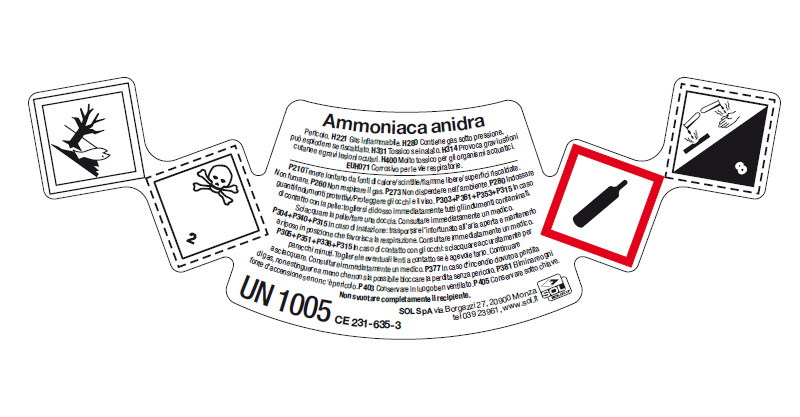 Ammoniaca anidra
Pericolo. H221 Gas infiammabile. H280 Contiene gas sotto pressione,
può esplodere se riscaldato. H331 Tossico se inalato. H314 Provoca gravi ustioni
cutanee e gravi lesioni oculari. H400 Molto tossico per gli organismi acquatici.
EUH071 Corrosivo per le vie respiratorie.
P210 Tenere lontano da fonti di calore/scintille/fiamme libere/superfici riscaldate.
Non fumare. P260 Non respirare il gas. P273 Non disperdere nell'ambiente. P280 Indossare
guanti/indumenti protettivi/Proteggere gli occhi e il viso. P303+P361+P353+P315 In caso
di contatto con la pelle: togliersi di dosso immediatamente tutti gli indumenti contaminati.
Sciacquare la pelle/fare una doccia. Consultare immediatamente un medico.
P304+P340+P315 In caso di inalazione: trasportare l'infortunato all'aria aperta e mantenerlo
a riposo in posizione che favorisca la respirazione. Consultare immediatamente un medico.
P305+P351+P338+P315 In caso di contatto con gli occhi: sciacquare accuratamente per
parecchi minuti. Togliere le eventuali lenti a contatto se è agevole farlo. Continuare
a sciacquare. Consultare immediatamente un medico. P377 In caso di incendio dovuto a perdita
di gas, non estinguere a meno che non sia possibile bloccare la perdita senza pericolo. P381 Eliminare ogni
fonte d'accensione se non c'è pericolo. P403 Conservare in luogo ben ventilato. P405 Conservare sotto chiave.
Non svuotare completamente il recipiente.
UN 1005 CE 231-635-3
SOL SpA via Borgazzi 27, 20900 Monza
tel 039 23961, www.sol.it
SOL
2
8